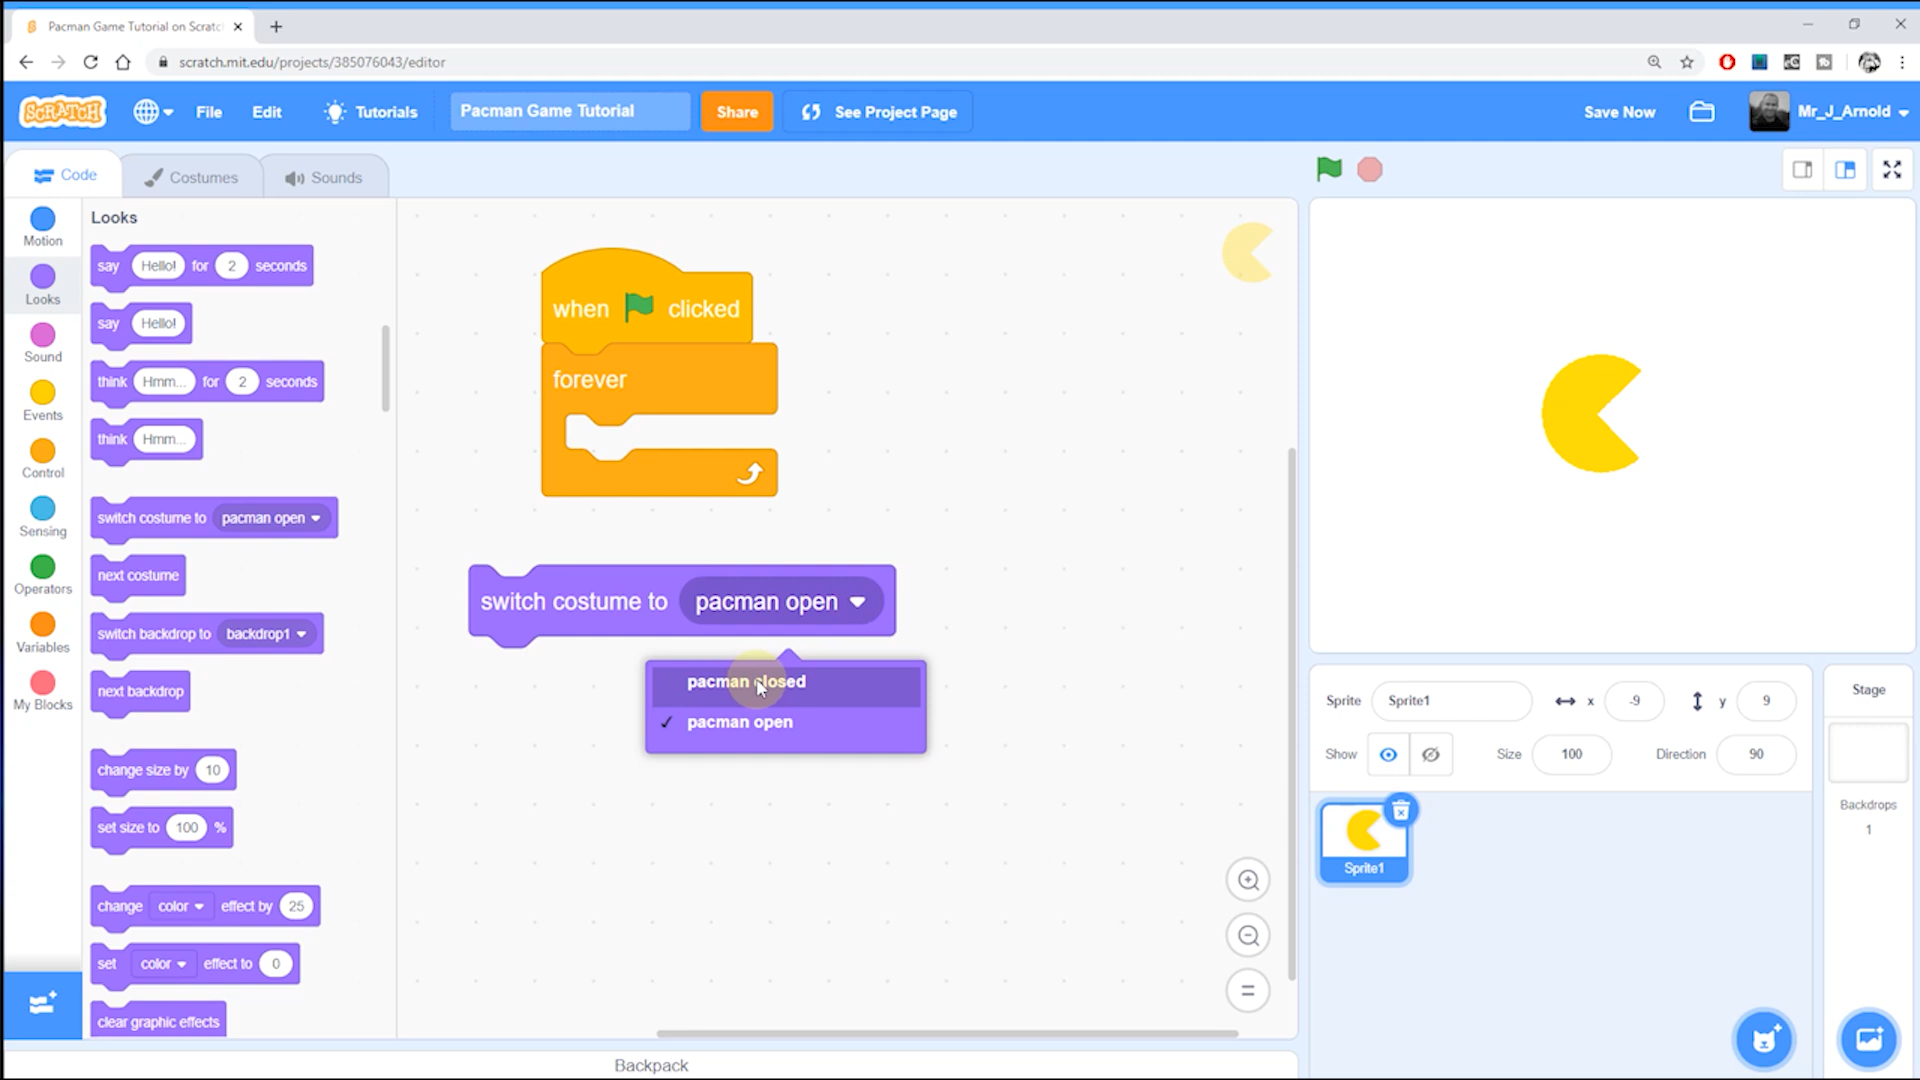 Pacman Game Tutorial on Scratc
scratch.mit.edu/projects/385076043/editor
SCRATCH File Edit Tutorials Pacman Game Tutorial Share See Project Page Save Now Mr_J_Arnold
Code Costumes Sounds
Motion
Looks
Sound
Events
Control
Sensing
Operators
Variables
My Blocks
Looks
say Hello! for 2 seconds
say Hello!
think Hmm... for 2 seconds
think Hmm...
switch costume to pacman open
next costume
switch backdrop to backdrop1
next backdrop
change size by 10
set size to 100 %
change color effect by 25
set color effect to 0
clear graphic effects
when clicked
forever
switch costume to pacman open
pacman closed
✓ pacman open
Backpack
Sprite Sprite1 x -9 y 9
Show Size 100 Direction 90
Sprite1
Stage
Backdrops
1